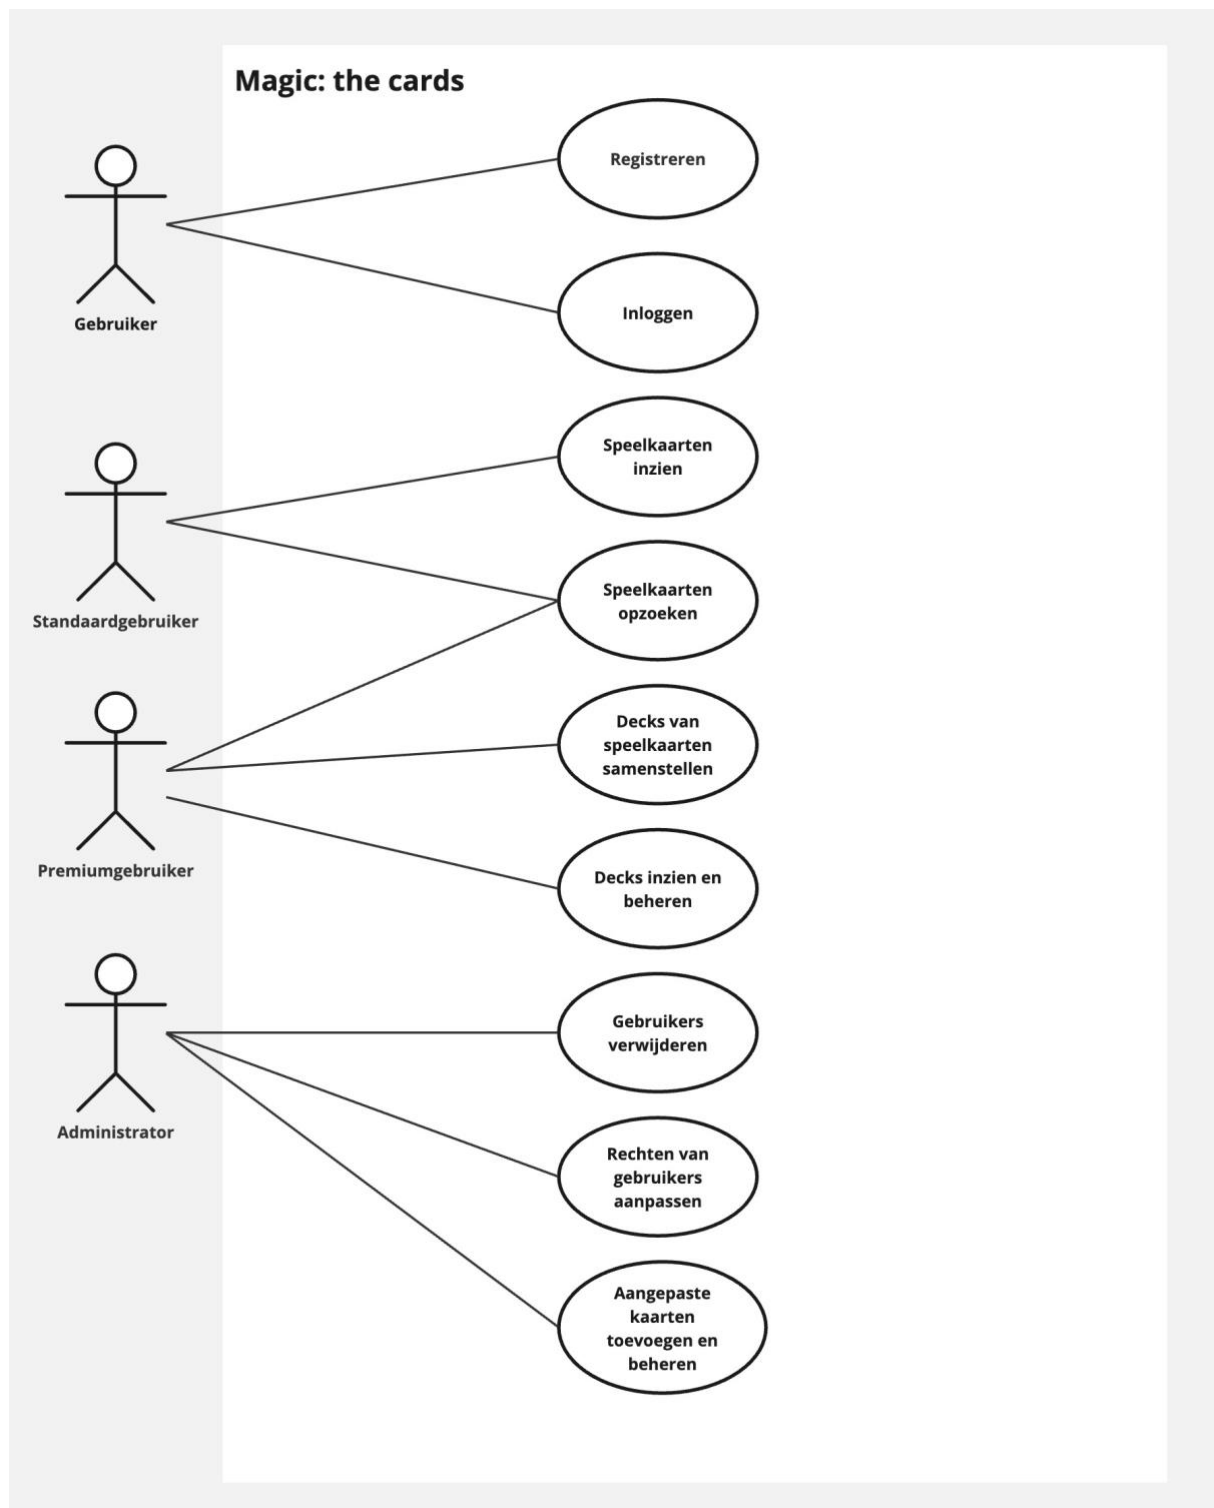 Magic: the cards
Registreren
Gebruiker
Inloggen
Speelkaarten
inzien
Standaardgebruiker
Speelkaarten
opzoeken
Decks van
speelkaarten
samenstellen
Premiumgebruiker
Decks inzien en
beheren
Administrator
Gebruikers
verwijderen
Rechten van
gebruikers
aanpassen
Aangepaste
kaarten
toevoegen en
beheren